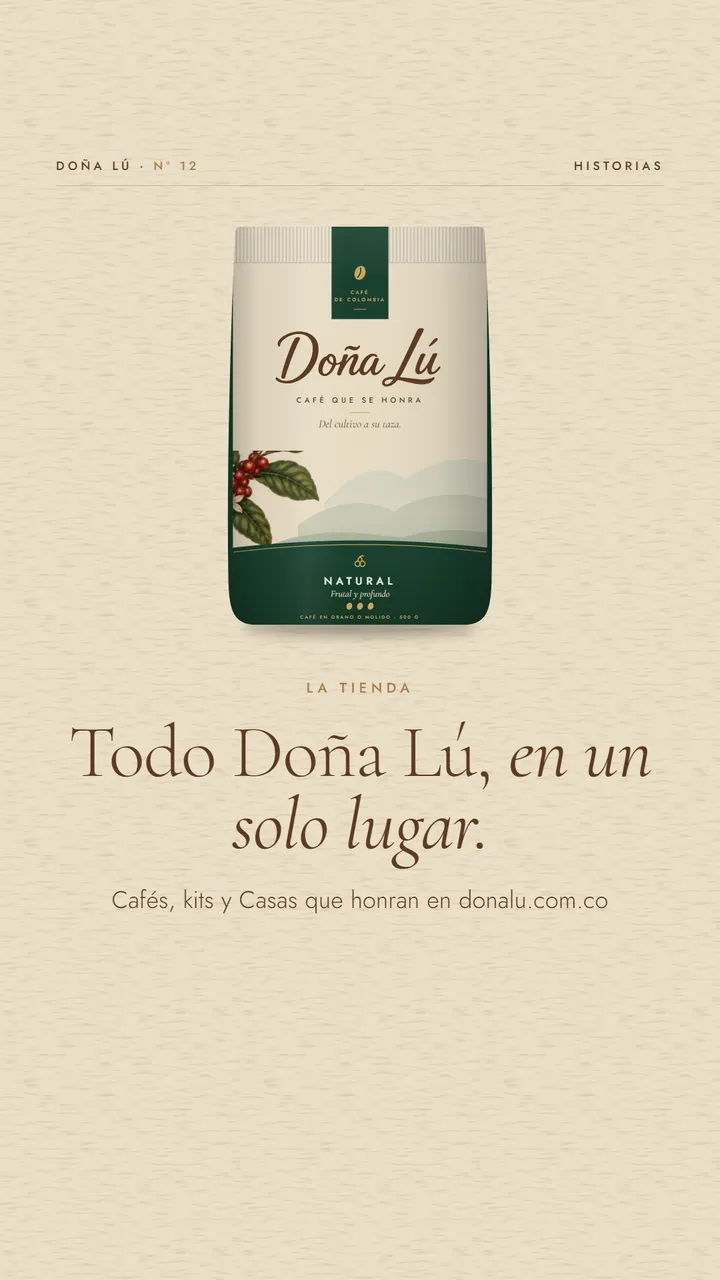 DOÑA LÚ · N° 12
HISTORIAS
CAFÉ
DE COLOMBIA
Doña Lú
CAFÉ QUE SE HONRA
Del cultivo a su taza.
NATURAL
Frutal y profundo
CAFÉ EN GRANO O MOLIDO · 500 G
LA TIENDA
Todo Doña Lú, en un
solo lugar.
Cafés, kits y Casas que honran en donalu.com.co